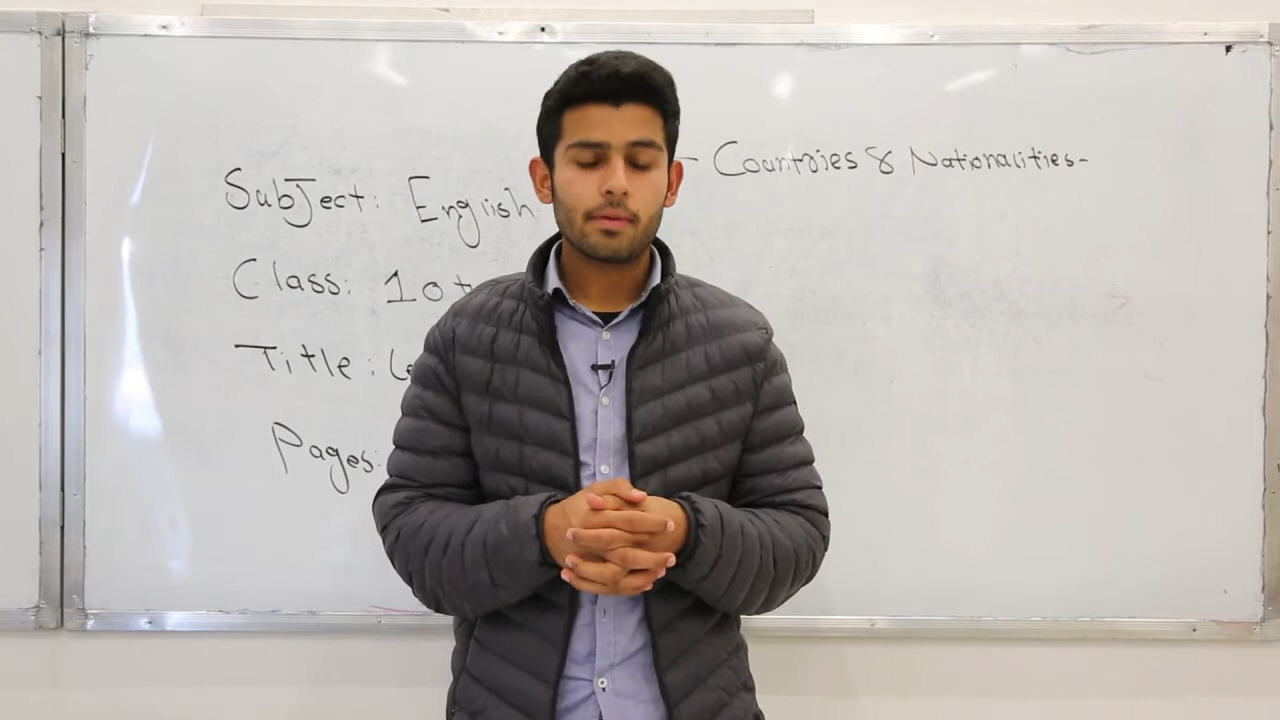 - Countries & Nationalities-
Subject: English
Class: 10
Title:
Pages: